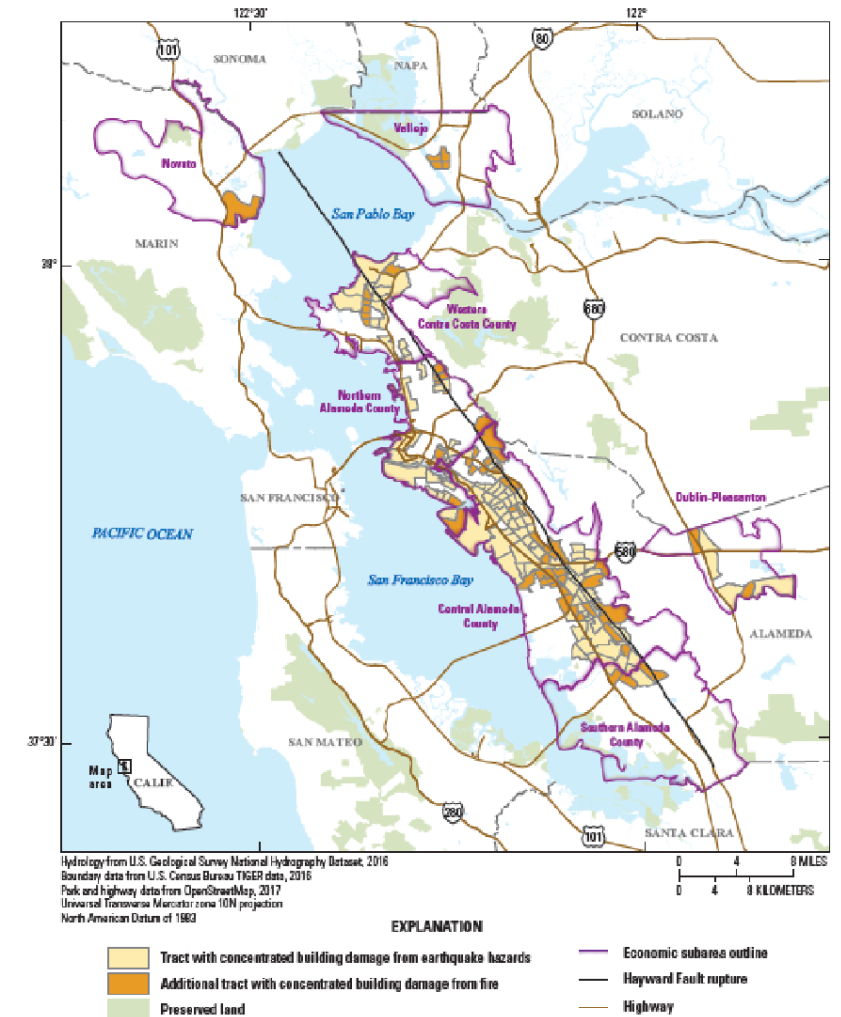 122°30'
122°
101
SONOMA
80
NAPA
SOLANO
Vallejo
Novato
San Pablo Bay
MARIN
38°
Western
Contra Costa County
680
CONTRA COSTA
Northern
Alameda County
SAN FRANCISCO
Dublin-Pleasanton
PACIFIC OCEAN
580
San Francisco Bay
Central Alameda
County
ALAMEDA
Southern Alameda
County
37°30'
SAN MATEO
Map
area
CALIF
280
101
SANTA CLARA
Hydrology from U.S. Geological Survey National Hydrography Dataset, 2016
Boundary data from U.S. Census Bureau TIGER data, 2016
Park and highway data from OpenStreetMap, 2017
Universal Transverse Mercator zone 10N projection
North American Datum of 1983
0 4 8 MILES
0 4 8 KILOMETERS
EXPLANATION
Tract with concentrated building damage from earthquake hazards
Additional tract with concentrated building damage from fire
Preserved land
Economic subarea outline
Hayward Fault rupture
Highway